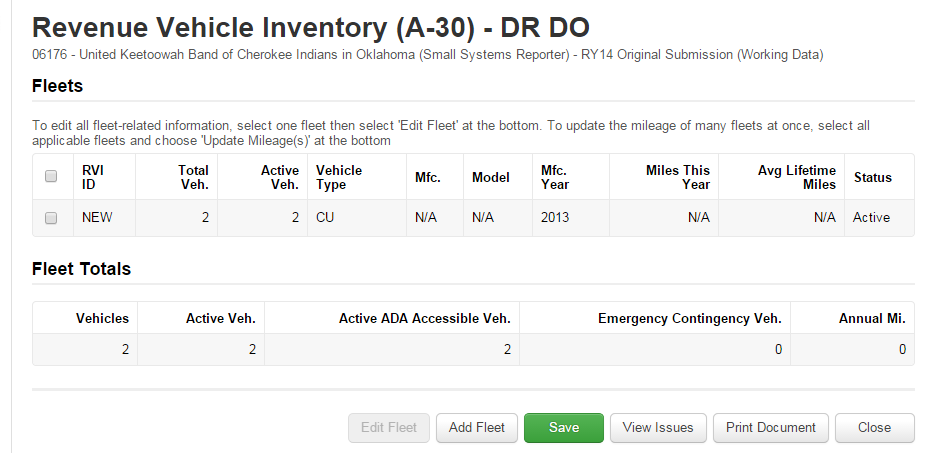 Revenue Vehicle Inventory (A-30) - DR DO
06176 - United Keetoowah Band of Cherokee Indians in Oklahoma (Small Systems Reporter) - RY14 Original Submission (Working Data)
Fleets
To edit all fleet-related information, select one fleet then select 'Edit Fleet' at the bottom. To update the mileage of many fleets at once, select all
applicable fleets and choose 'Update Mileage(s)' at the bottom
RVI ID Total Veh. Active Veh. Vehicle Type Mfc. Model Mfc. Year Miles This Year Avg Lifetime Miles Status
NEW 2 2 CU N/A N/A 2013 N/A N/A Active
Fleet Totals
Vehicles Active Veh. Active ADA Accessible Veh. Emergency Contingency Veh. Annual Mi.
2 2 2 0 0
Edit Fleet Add Fleet Save View Issues Print Document Close